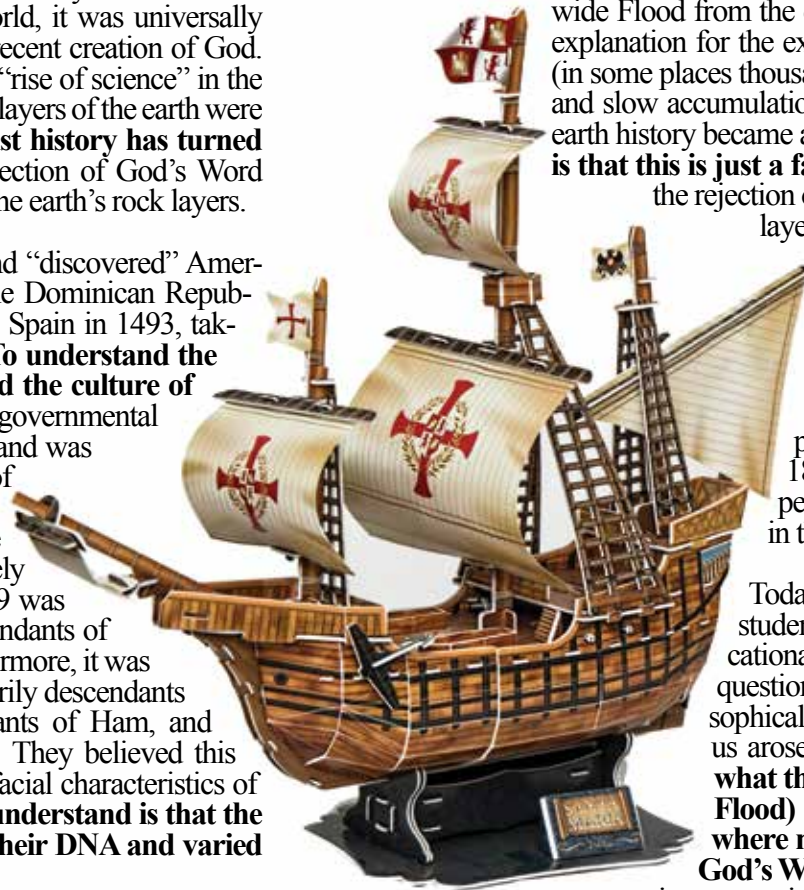 orld, it was universally
recent creation of God.
“rise of science” in the
layers of the earth were
st history has turned
ection of God’s Word
he earth’s rock layers.
nd “discovered” Amer-
e Dominican Repub-
Spain in 1493, tak-
To understand the
d the culture of
governmental
and was
of
ely
9 was
ndants of
ermore, it was
rily descendants
ants of Ham, and
They believed this
facial characteristics of
understand is that the
heir DNA and varied
wide Flood from the
explanation for the ex
(in some places thousa
and slow accumulatio
earth history became a
is that this is just a fa
the rejection
laye
p
18
pe
in t
Toda
studen
cationa
question
sophical
us arose
what th
Flood)
where n
God’s W